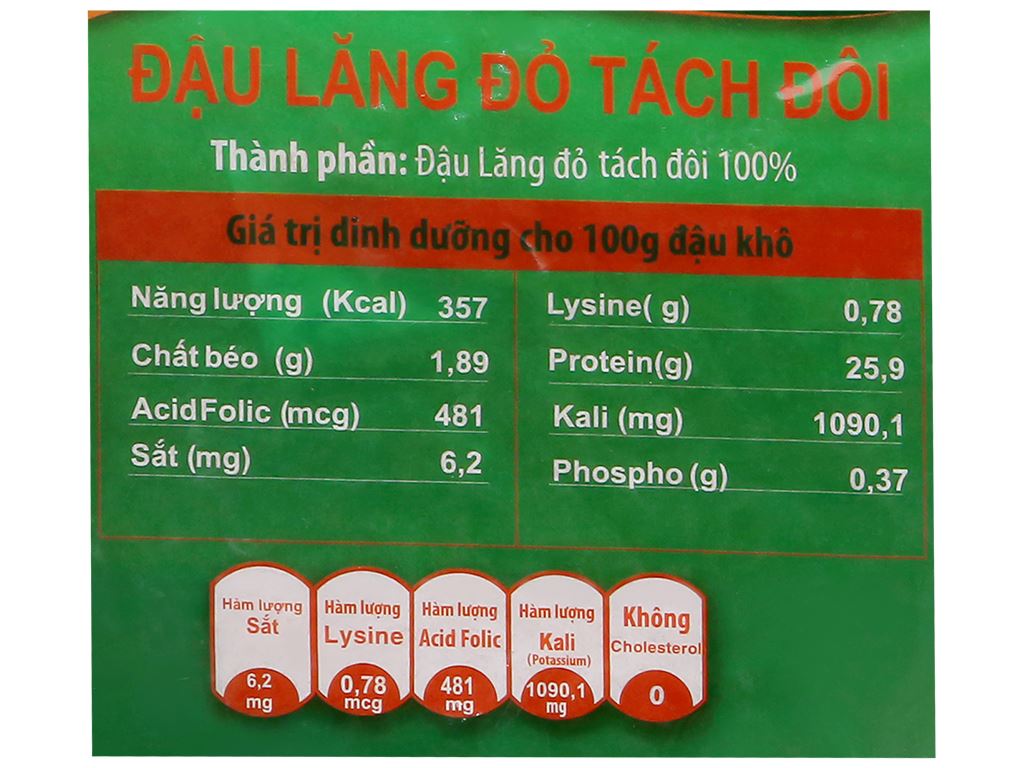 ĐẬU LĂNG ĐỎ TÁCH ĐÔI
Thành phần: Đậu Lăng đỏ tách đôi 100%
Giá trị dinh dưỡng cho 100g đậu khô
Năng lượng (Kcal) 357
Chất béo (g) 1,89
AcidFolic (mcg) 481
Sắt (mg) 6,2
Lysine( g) 0,78
Protein(g) 25,9
Kali (mg) 1090,1
Phospho (g) 0,37
Hàm lượng
Sắt
6,2
mg
Hàm lượng
Lysine
0,78
mcg
Hàm lượng
Acid Folic
481
mg
Hàm lượng
Kali
(Potassium)
1090,1
mg
Không
Cholesterol
0